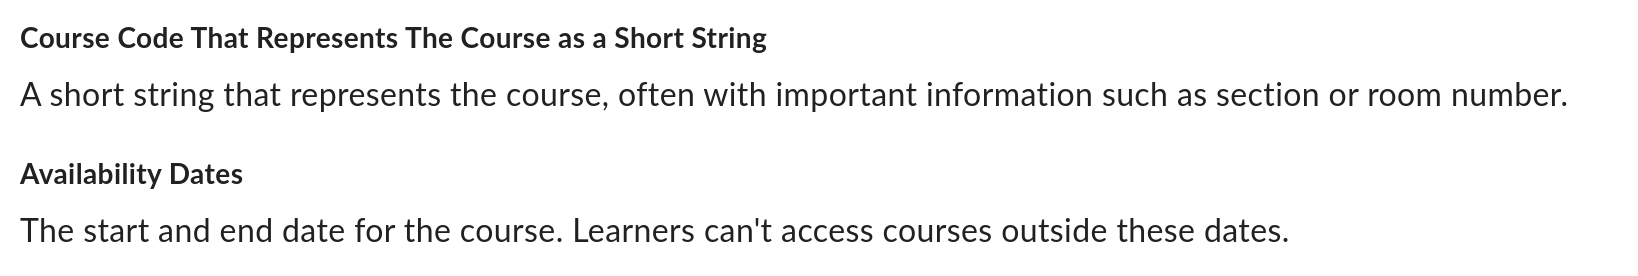 Course Code That Represents The Course as a Short String
A short string that represents the course, often with important information such as section or room number.
Availability Dates
The start and end date for the course. Learners can't access courses outside these dates.